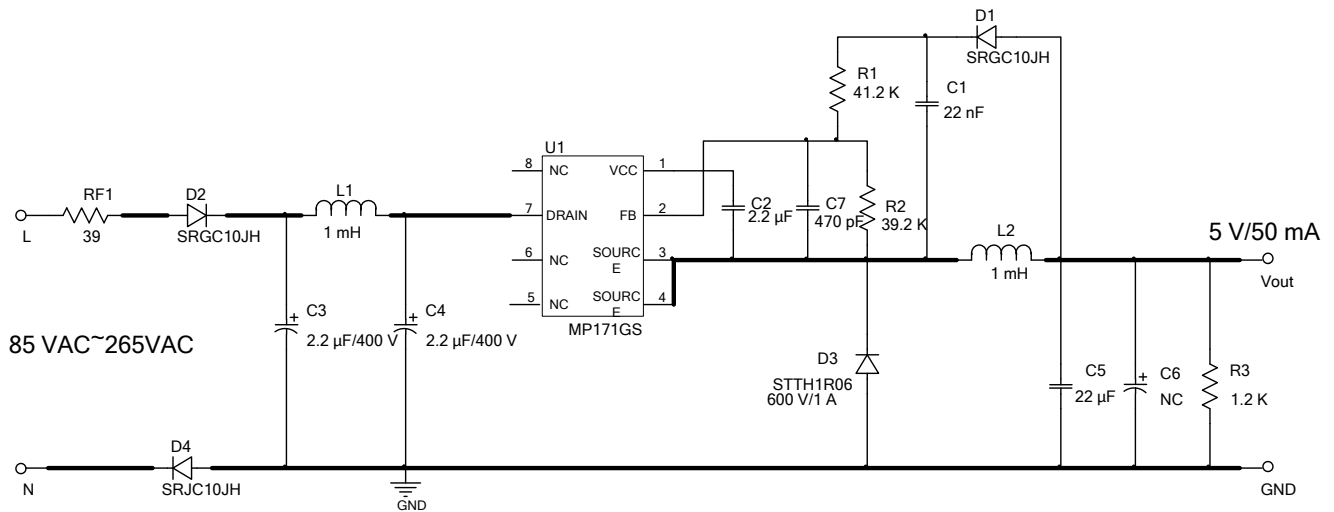 D1
SRGC10JH
R1
41.2 K
C1
22 nF
U1
8
NC
VCC
1
RF1
39
L
D2
SRGC10JH
L1
1 mH
7
DRAIN
FB
2
C2
2.2 µF
C7
470 pF
R2
39.2 K
L2
1 mH
5 V/50 mA
Vout
6
NC
SOURC
E
3
5
NC
SOURC
E
4
MP171GS
C3
2.2 µF/400 V
C4
2.2 µF/400 V
85 VAC~265VAC
D3
STTH1R06
600 V/1 A
C5
22 µF
C6
NC
R3
1.2 K
D4
SRJC10JH
N
GND
GND